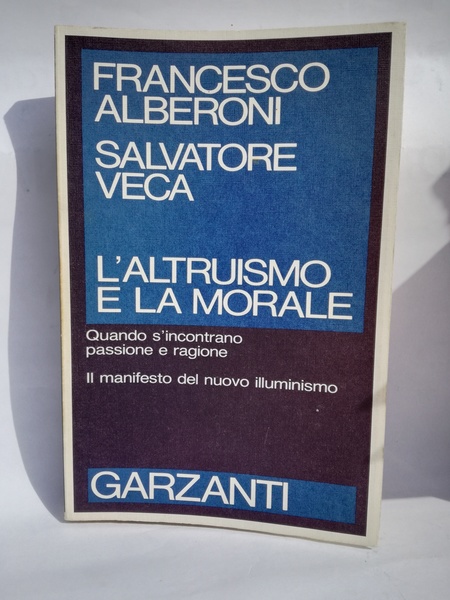 FRANCESCO
ALBERONI
SALVATORE
VECA
L'ALTRUISMO
E LA MORALE
Quando s'incontrano
passione e ragione
Il manifesto del nuovo illuminismo
GARZANTI